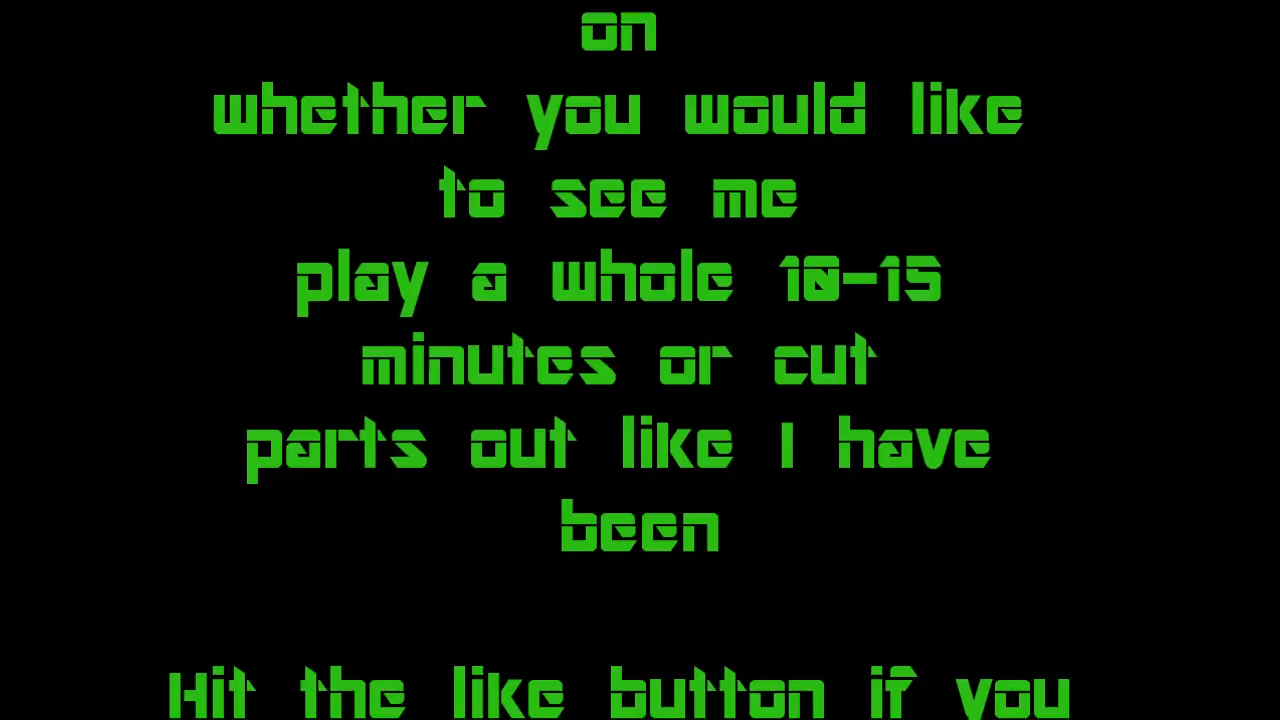 on
whether you would like
to see me
play a whole 10-15
minutes or cut
parts out like I have
been
Hit the like button if you